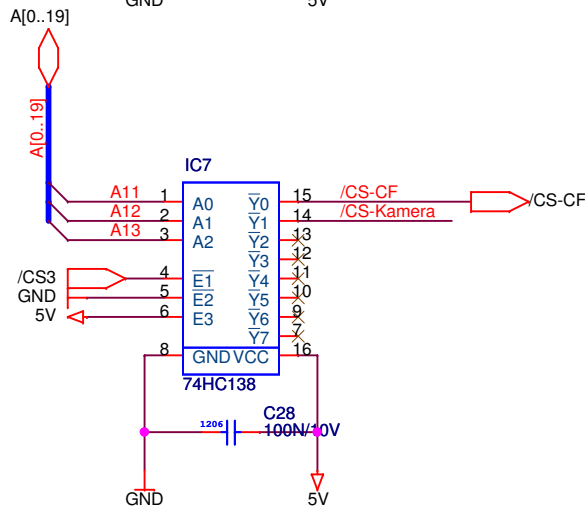 GND 5V
A[0..19]
A[0..19]
IC7
A11 1 A0 Y0 15 /CS-CF /CS-CF
A12 2 A1 Y1 14 /CS-Kamera
A13 3 A2 Y2 13
Y3 12
/CS3 4 E1 Y4 11
GND 5 E2 Y5 10
5V 6 E3 Y6 9
Y7 7
8 GND VCC 16
74HC138
C28
1206 100N/10V
GND 5V